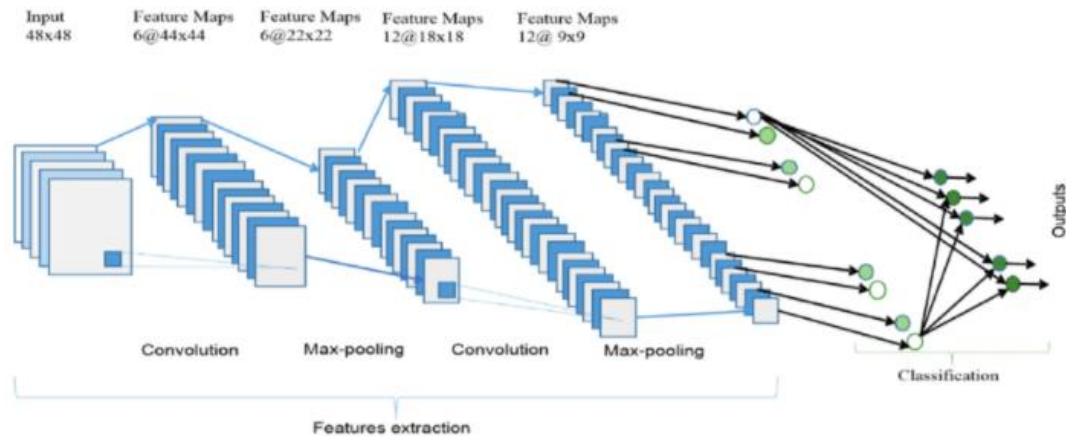 Input
48x48
Feature Maps
6@44x44
Feature Maps
6@22x22
Feature Maps
12@18x18
Feature Maps
12@ 9x9
Outputs
Convolution
Max-pooling
Convolution
Max-pooling
Classification
Features extraction